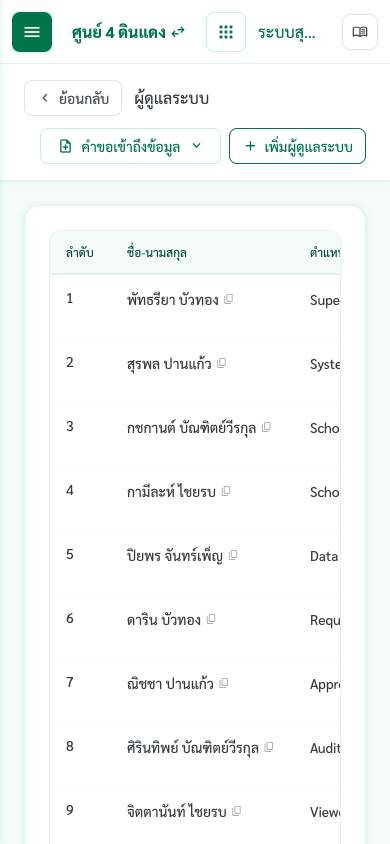 ศูนย์ 4 ดินแดง ระบบสุ...
ย้อนกลับ ผู้ดูแลระบบ
คำขอเข้าถึงข้อมูล เพิ่มผู้ดูแลระบบ
ลำดับ ชื่อ-นามสกุล ตำแห
1 พัทธรียา บัวทอง Supe
2 สุรพล ปานแก้ว Syste
3 กชกานต์ บัณฑิตย์วีรกุล Scho
4 กามีละห์ ไชยรบ Scho
5 ปิยพร จันทร์เพ็ญ Data
6 ดาริน บัวทอง Requ
7 ณิชชา ปานแก้ว Appr
8 ศิรินทิพย์ บัณฑิตย์วีรกุล Audit
9 จิตตานันท์ ไชยรบ View